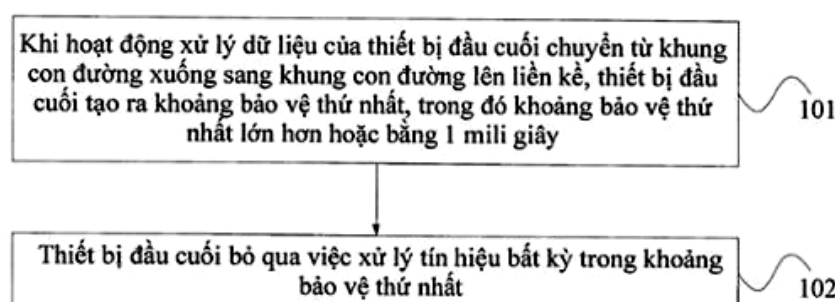 Khi hoạt động xử lý dữ liệu của thiết bị đầu cuối chuyển từ khung
con đường xuống sang khung con đường lên liền kề, thiết bị đầu
cuối tạo ra khoảng bảo vệ thứ nhất, trong đó khoảng bảo vệ thứ
nhất lớn hơn hoặc bằng 1 mili giây
101
Thiết bị đầu cuối bỏ qua việc xử lý tín hiệu bất kỳ trong khoảng
bảo vệ thứ nhất
102